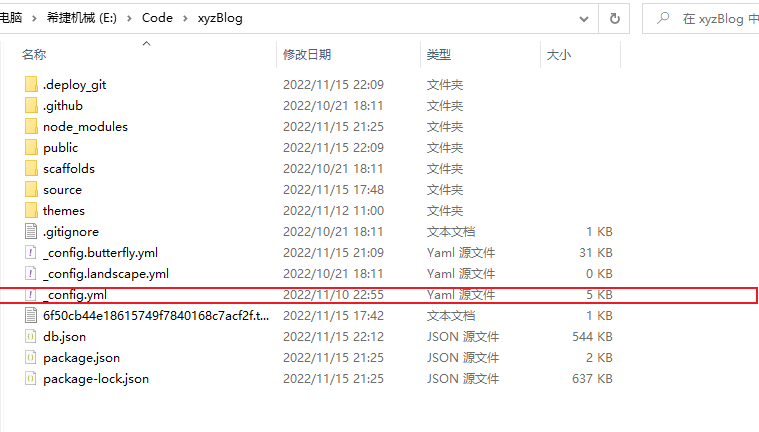 电脑 > 希捷机械 (E:) > Code > xyzBlog 在 xyzBlog 中
名称 修改日期 类型 大小
.deploy_git 2022/11/15 22:09 文件夹
.github 2022/10/21 18:11 文件夹
node_modules 2022/11/15 21:25 文件夹
public 2022/11/15 22:09 文件夹
scaffolds 2022/10/21 18:11 文件夹
source 2022/11/15 17:48 文件夹
themes 2022/11/12 11:00 文件夹
.gitignore 2022/10/21 18:11 文本文档 1 KB
_config.butterfly.yml 2022/11/15 21:09 Yaml 源文件 31 KB
_config.landscape.yml 2022/10/21 18:11 Yaml 源文件 0 KB
_config.yml 2022/11/10 22:55 Yaml 源文件 5 KB
6f50cb44e18615749f7840168c7acf2f.t... 2022/11/15 17:42 文本文档 1 KB
db.json 2022/11/15 22:12 JSON 源文件 544 KB
package.json 2022/11/15 21:25 JSON 源文件 2 KB
package-lock.json 2022/11/15 21:25 JSON 源文件 637 KB